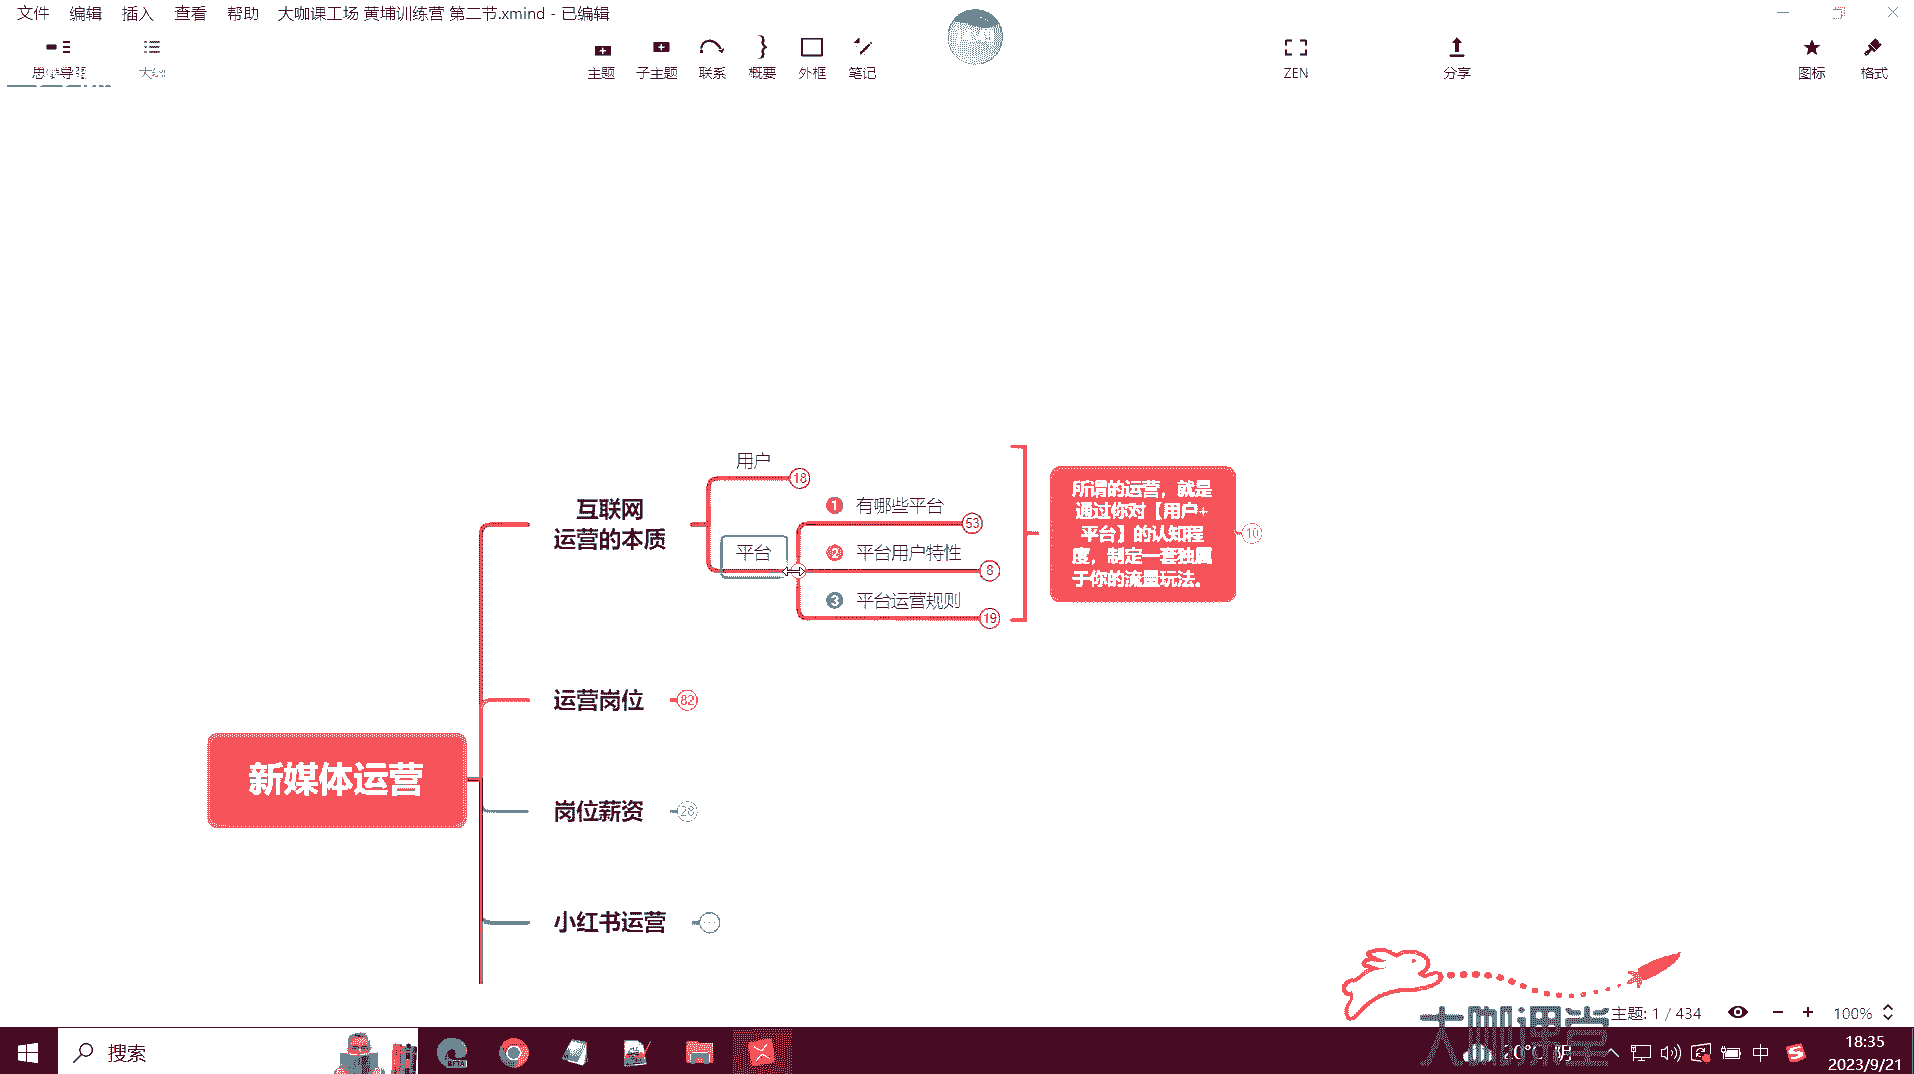 文件 编辑 插入 查看 帮助 大咖课工场 黄埔训练营 第二节.xmind - 已编辑
思维导图 大纲 主题 子主题 联系 概要 外框 笔记 ZEN 分享 图标 格式
用户
18
互联网
运营的本质
1 有哪些平台
53
平台
2 平台用户特性
8
3 平台运营规则
19
所谓的运营，就是
通过你对【用户+
平台】的认知程
度，制定一套独属
于你的流量玩法。
10
运营岗位
82
新媒体运营
岗位薪资
28
小红书运营
大咖课堂
主题: 1 / 434
100%
搜索
BETA
20°C 阴
中
18:35
2023/9/21